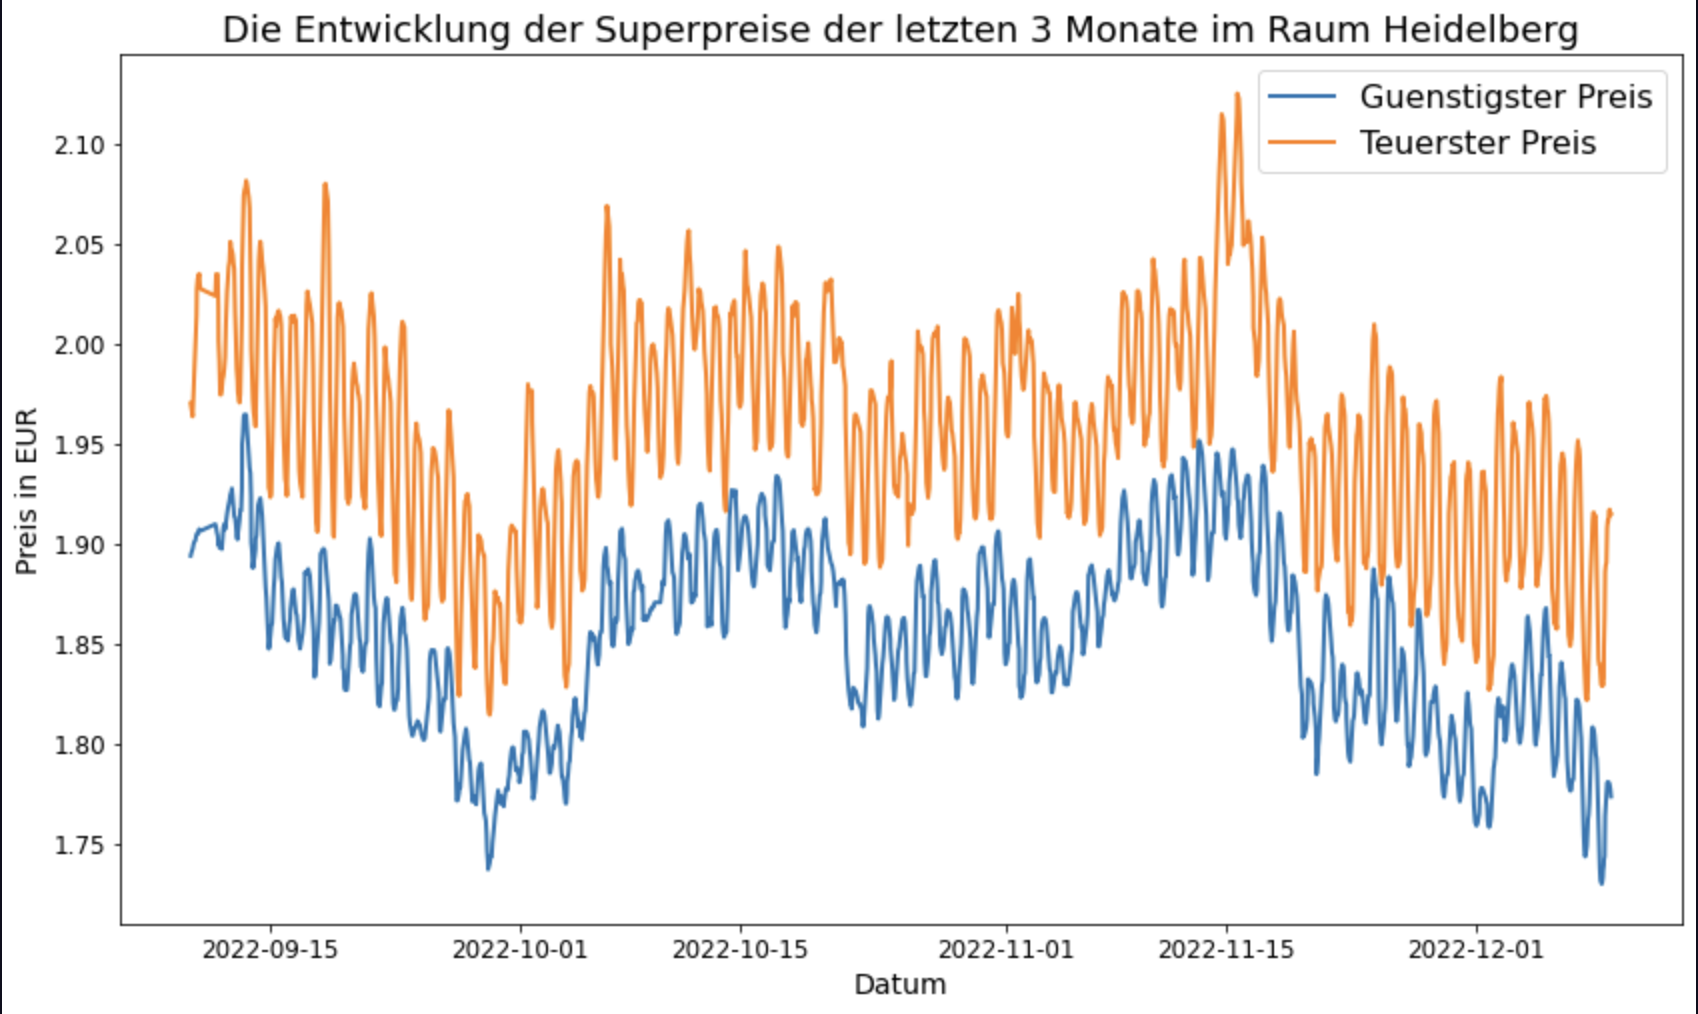 Die Entwicklung der Superpreise der letzten 3 Monate im Raum Heidelberg
Guenstigster Preis
Teuerster Preis
Preis in EUR
2.10
2.05
2.00
1.95
1.90
1.85
1.80
1.75
2022-09-15
2022-10-01
2022-10-15
2022-11-01
2022-11-15
2022-12-01
Datum